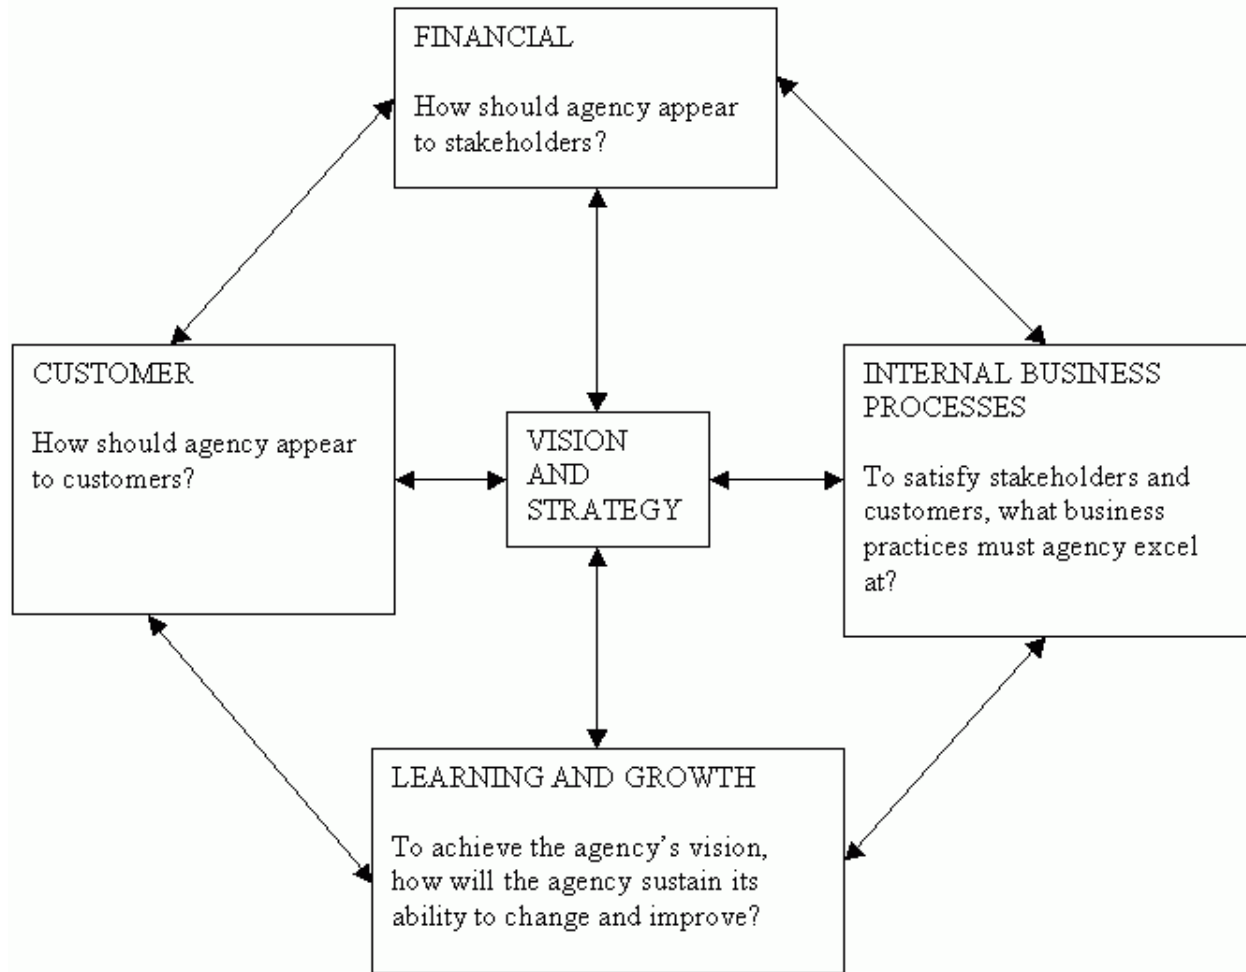 FINANCIAL
How should agency appear
to stakeholders?
CUSTOMER
How should agency appear
to customers?
VISION
AND
STRATEGY
INTERNAL BUSINESS
PROCESSES
To satisfy stakeholders and
customers, what business
practices must agency excel
at?
LEARNING AND GROWTH
To achieve the agency’s vision,
how will the agency sustain its
ability to change and improve?